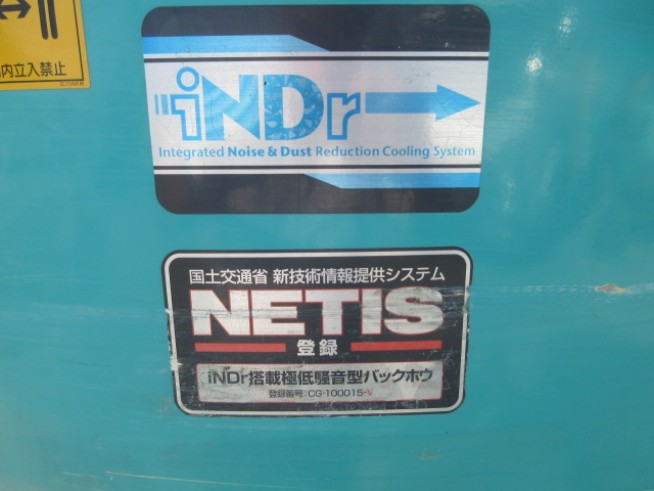 内立入禁止
iNDr
Integrated Noise & Dust Reduction Cooling System
国土交通省 新技術情報提供システム
NETIS
登録
iNDr搭載極低騒音型バックホウ
登録番号:CG-100015-V